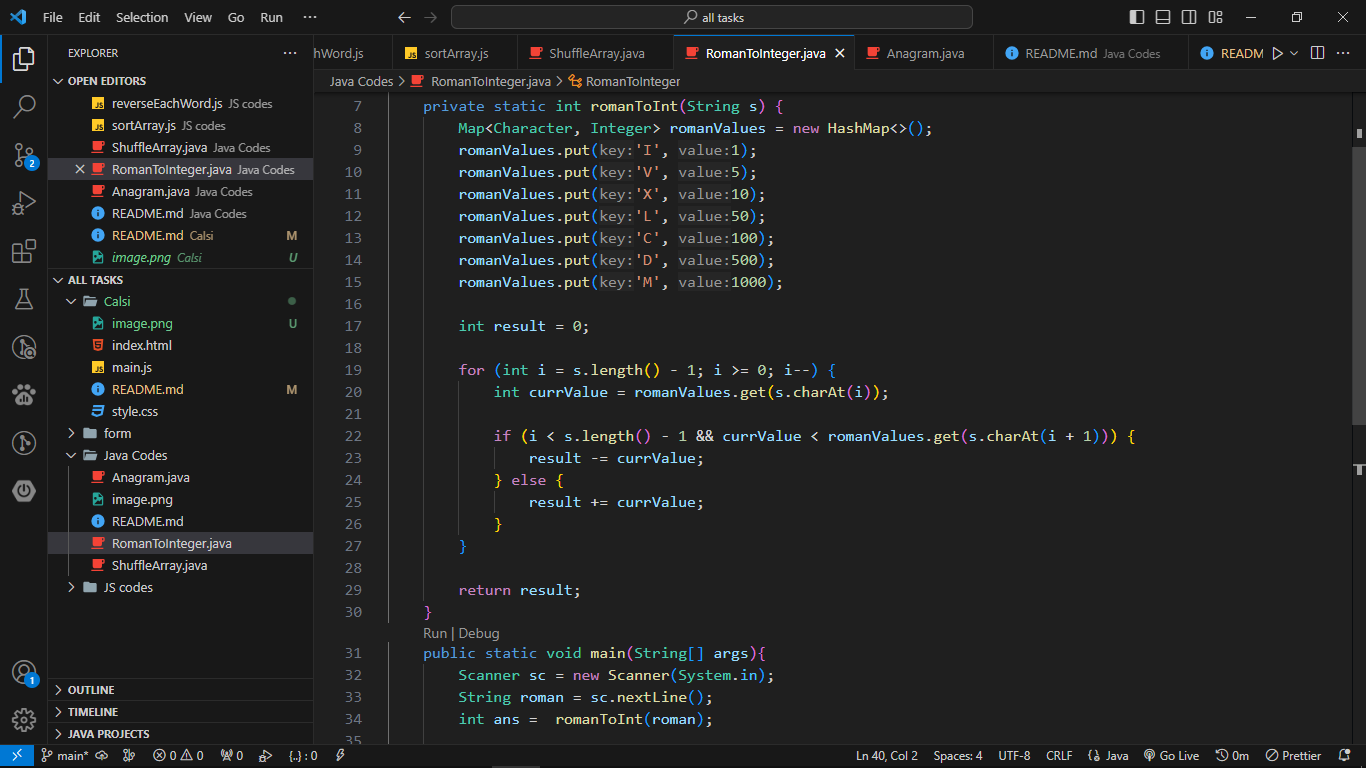 File Edit Selection View Go Run ··· all tasks
EXPLORER ···
OPEN EDITORS
reverseEachWord.js JS codes
sortArray.js JS codes
ShuffleArray.java Java Codes
RomanToInteger.java Java Codes
Anagram.java Java Codes
README.md Java Codes
README.md Calsi M
image.png Calsi U
ALL TASKS
Calsi
image.png U
index.html
main.js
README.md M
style.css
form
Java Codes
Anagram.java
image.png
README.md
RomanToInteger.java
ShuffleArray.java
JS codes
OUTLINE
TIMELINE
JAVA PROJECTS
2
1
hWord.js sortArray.js ShuffleArray.java RomanToInteger.java Anagram.java README.md Java Codes READM ···
Java Codes > RomanToInteger.java > RomanToInteger
7 private static int romanToInt(String s) {
8 Map<Character, Integer> romanValues = new HashMap<>();
9 romanValues.put(key:'I', value:1);
10 romanValues.put(key:'V', value:5);
11 romanValues.put(key:'X', value:10);
12 romanValues.put(key:'L', value:50);
13 romanValues.put(key:'C', value:100);
14 romanValues.put(key:'D', value:500);
15 romanValues.put(key:'M', value:1000);
16
17 int result = 0;
18
19 for (int i = s.length() - 1; i >= 0; i--) {
20 int currValue = romanValues.get(s.charAt(i));
21
22 if (i < s.length() - 1 && currValue < romanValues.get(s.charAt(i + 1))) {
23 result -= currValue;
24 } else {
25 result += currValue;
26 }
27 }
28
29 return result;
30 }
Run | Debug
31 public static void main(String[] args){
32 Scanner sc = new Scanner(System.in);
33 String roman = sc.nextLine();
34 int ans =  romanToInt(roman);
35
main* 0 0 0 {..} : 0 Ln 40, Col 2 Spaces: 4 UTF-8 CRLF {} Java Go Live 0m Prettier